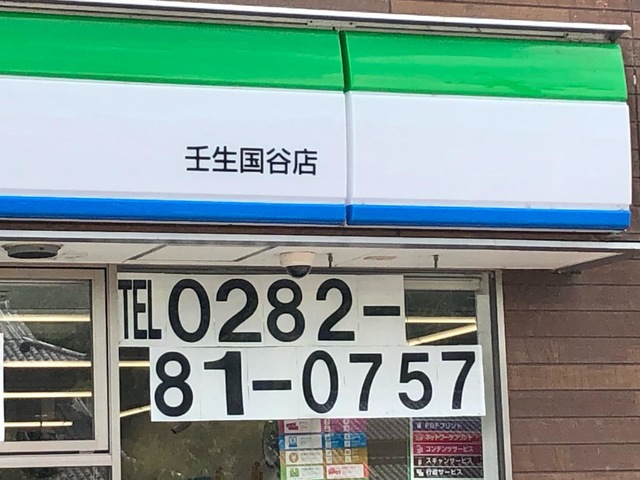 壬生国谷店
TEL 0282-
81-0757
PDFプリント
ネットワークプリント
コンテンツサービス
スキャンサービス
行政サービス